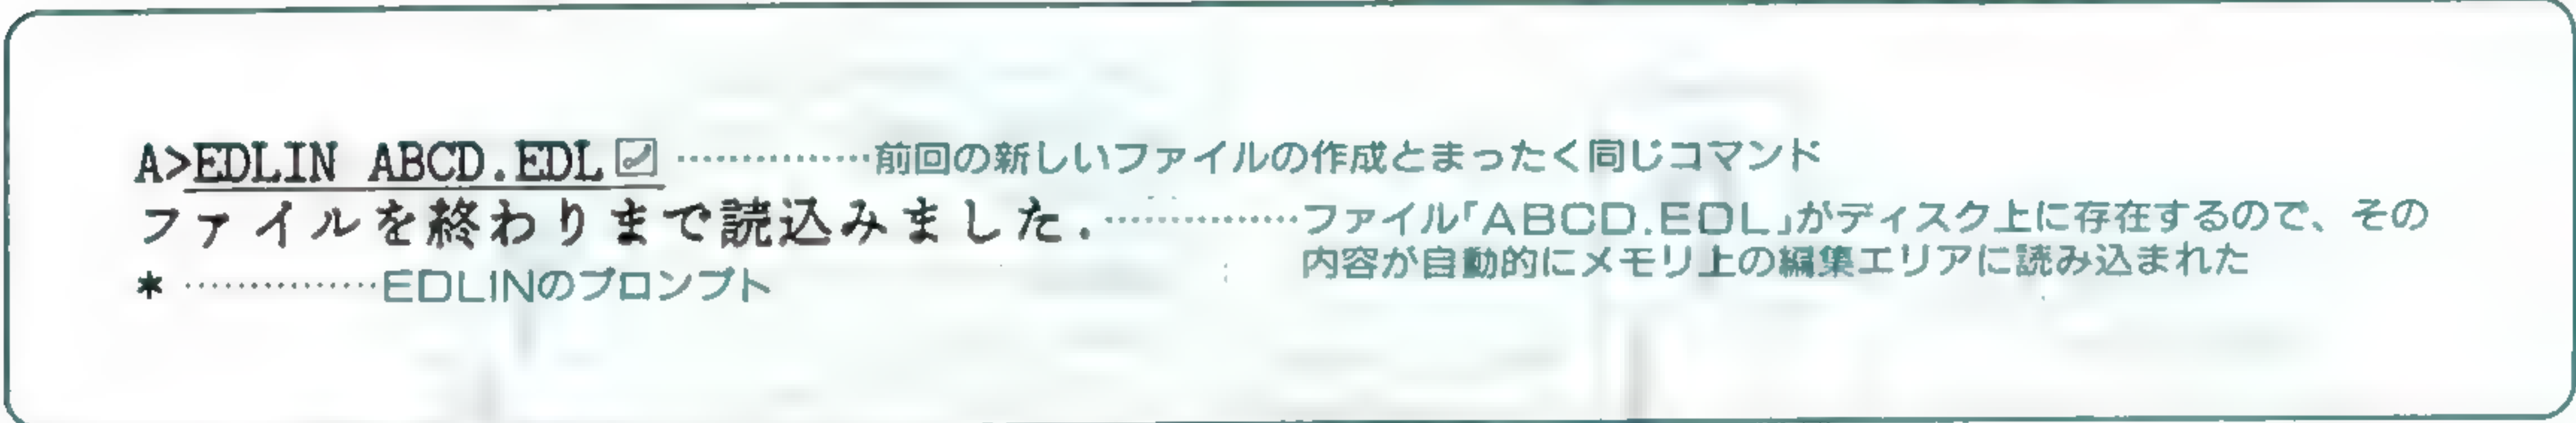 A>EDLIN ABCD.EDL ……………前回の新しいファイルの作成とまったく同じコマンド
ファイルを終わりまで読込みました.……………ファイル「ABCD.EDL」がディスク上に存在するので、その
内容が自動的にメモリ上の編集エリアに読み込まれた
* ……………EDLINのプロンプト